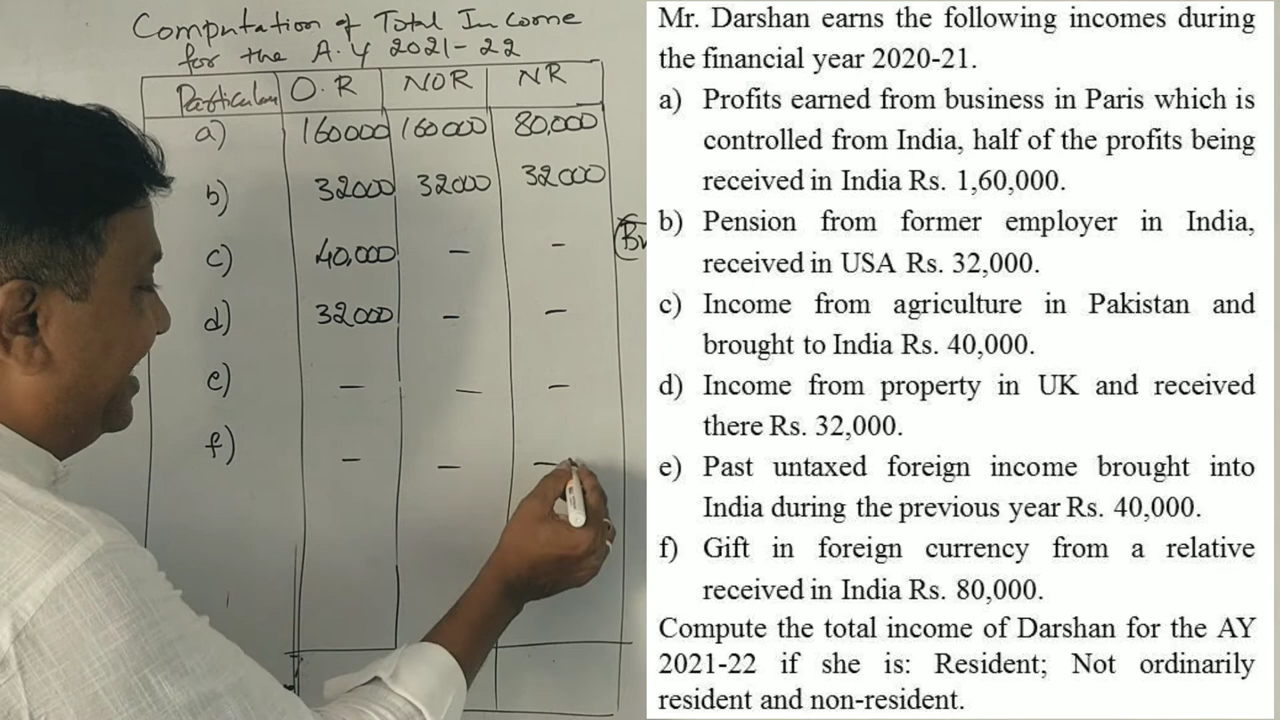 Computation of Total Income
for the A.Y 2021-22
Particulars O.R NOR NR
a) 160000 160000 80,000
b) 32000 32000 32000
c) 40,000 — —
d) 32000 — —
e) — — —
f) — — —
Mr. Darshan earns the following incomes during
the financial year 2020-21.
a) Profits earned from business in Paris which is
controlled from India, half of the profits being
received in India Rs. 1,60,000.
b) Pension from former employer in India,
received in USA Rs. 32,000.
c) Income from agriculture in Pakistan and
brought to India Rs. 40,000.
d) Income from property in UK and received
there Rs. 32,000.
e) Past untaxed foreign income brought into
India during the previous year Rs. 40,000.
f) Gift in foreign currency from a relative
received in India Rs. 80,000.
Compute the total income of Darshan for the AY
2021-22 if she is: Resident; Not ordinarily
resident and non-resident.